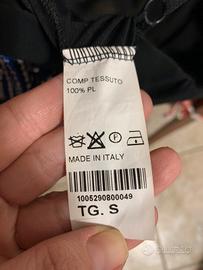 COMP TESSUTO
100% PL
MADE IN ITALY
1005290800049
TG. S